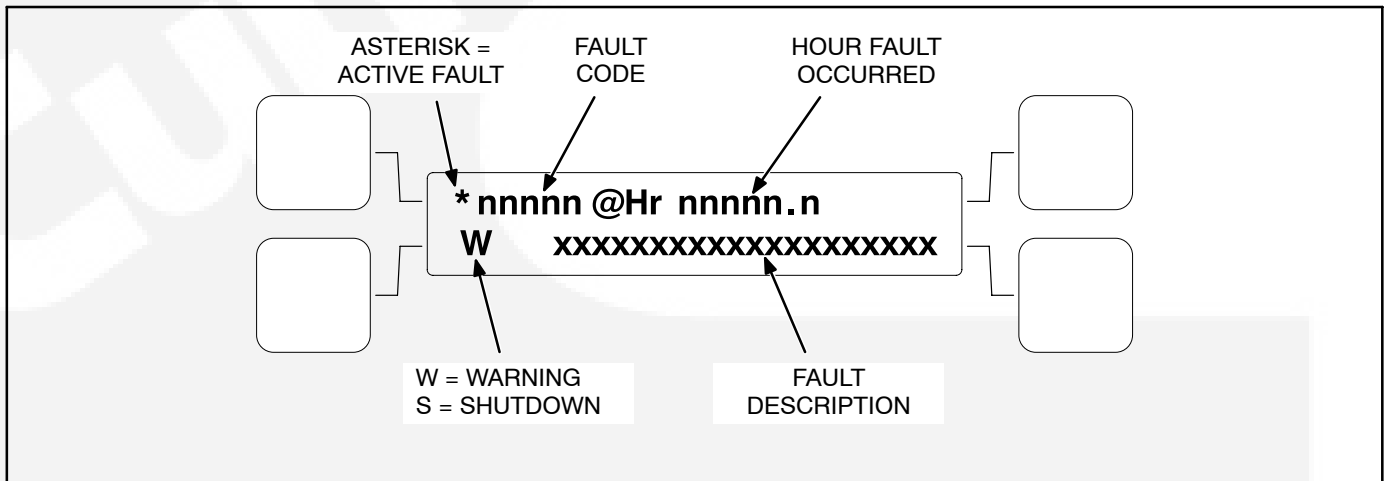 ASTERISK =
ACTIVE FAULT
FAULT
CODE
HOUR FAULT
OCCURRED
* nnnnn @Hr nnnnn.n
W xxxxxxxxxxxxxxxxxxxx
W = WARNING
S = SHUTDOWN
FAULT
DESCRIPTION